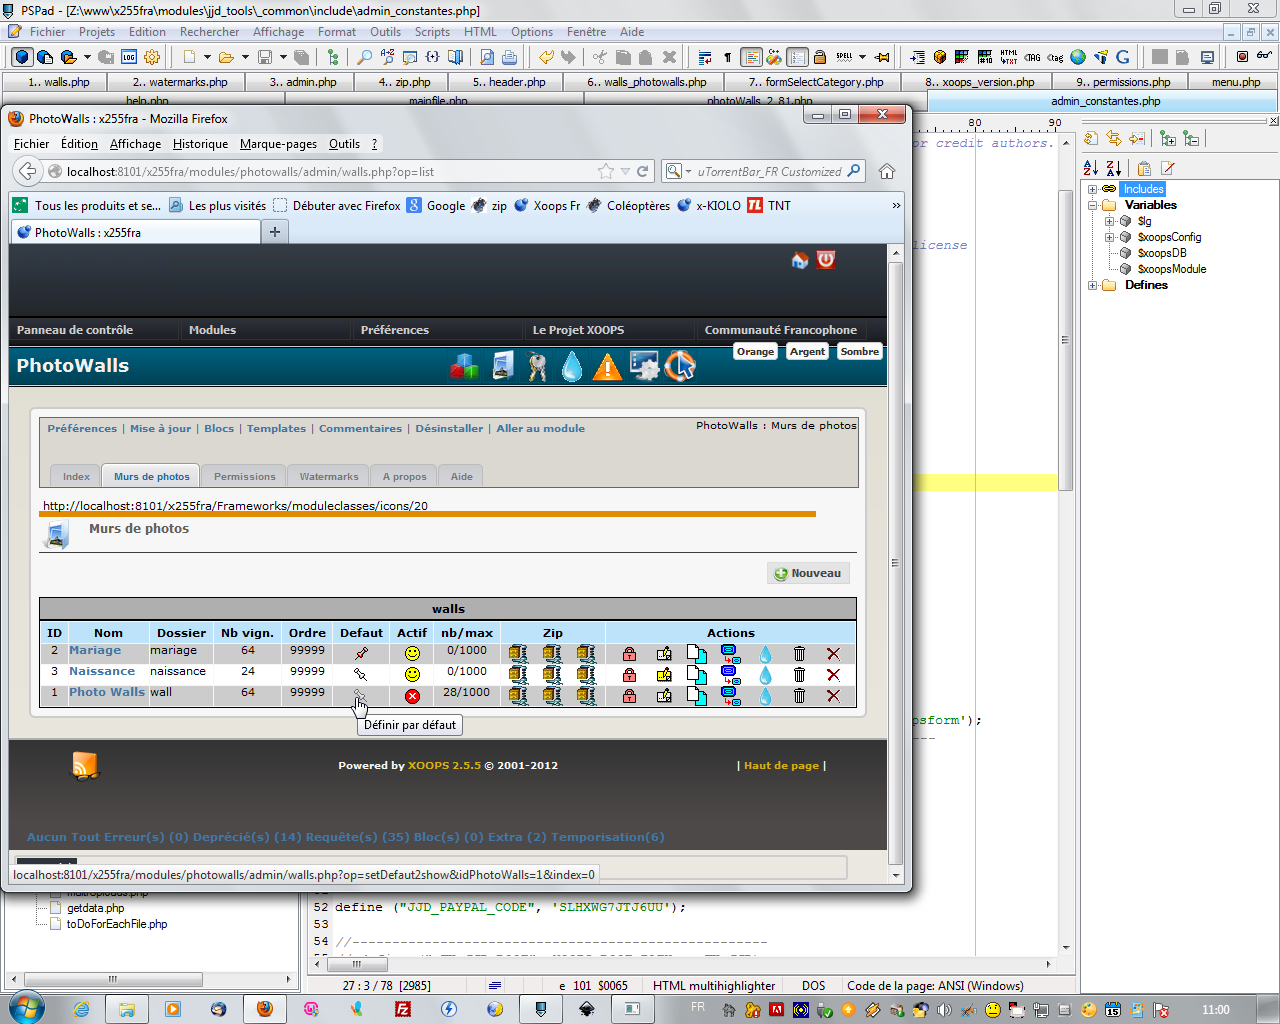 PSPad - [Z:\www\x255fra\modules\jjd_tools\_common\include\admin_constantes.php]
Fichier Projets Edition Rechercher Affichage Format Outils Scripts HTML Options Fenêtre Aide
1.. walls.php 2.. watermarks.php 3.. admin.php 4.. zip.php 5.. header.php 6.. walls_photowalls.php 7.. formSelectCategory.php 8.. xoops_version.php 9.. permissions.php menu.php
help.php mainfile.php photoWalls_2_81.php admin_constantes.php
PhotoWalls : x255fra - Mozilla Firefox
Fichier Édition Affichage Historique Marque-pages Outils ?
localhost:8101/x255fra/modules/photowalls/admin/walls.php?op=list
uTorrentBar_FR Customized
Tous les produits et se... Les plus visités Débuter avec Firefox Google zip Xoops Fr Coléoptères x-KIOLO TNT »
PhotoWalls : x255fra
80 90
or credit authors.
license
Includes
Variables
$lg
$xoopsConfig
$xoopsDB
$xoopsModule
Defines
Panneau de contrôle Modules Préférences Le Projet XOOPS Communauté Francophone
Orange Argent Sombre
PhotoWalls
Préférences | Mise à jour | Blocs | Templates | Commentaires | Désinstaller | Aller au module
PhotoWalls : Murs de photos
Index Murs de photos Permissions Watermarks A propos Aide
http://localhost:8101/x255fra/Frameworks/moduleclasses/icons/20
Murs de photos
Nouveau
walls
ID Nom Dossier Nb vign. Ordre Defaut Actif nb/max Zip Actions
2 Mariage mariage 64 99999 0/1000
3 Naissance naissance 24 99999 0/1000
1 Photo Walls wall 64 99999 28/1000
Définir par défaut
psform');
Powered by XOOPS 2.5.5 © 2001-2012
| Haut de page |
Aucun Tout Erreur(s) (0) Deprécié(s) (14) Requête(s) (35) Bloc(s) (0) Extra (2) Temporisation(6)
localhost:8101/x255fra/modules/photowalls/admin/walls.php?op=setDefaut2show&idPhotoWalls=1&index=0
getdata.php
toDoForEachFile.php
52 define ("JJD_PAYPAL_CODE", 'SLHXWG7JTJ6UU');
53
54 //----------------------------------------------------
27 : 3 / 78 [2985] e 101 $0065 HTML multihighlighter DOS Code de la page: ANSI (Windows)
FR 15 11:00